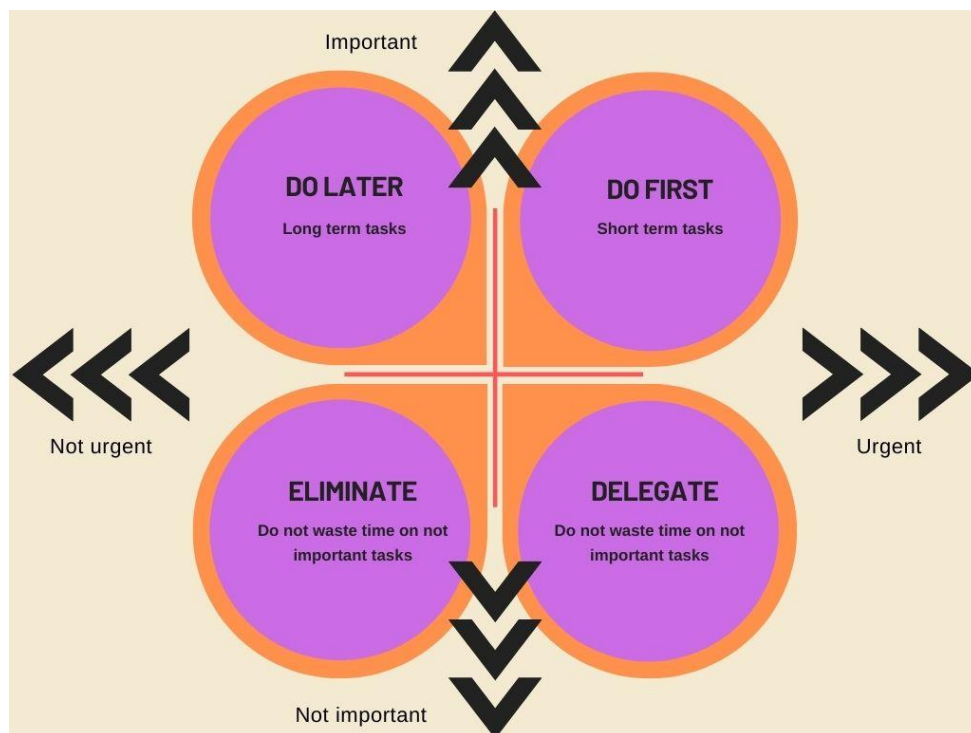 Important
DO LATER
Long term tasks
DO FIRST
Short term tasks
Not urgent
Urgent
ELIMINATE
Do not waste time on not
important tasks
DELEGATE
Do not waste time on not
important tasks
Not important